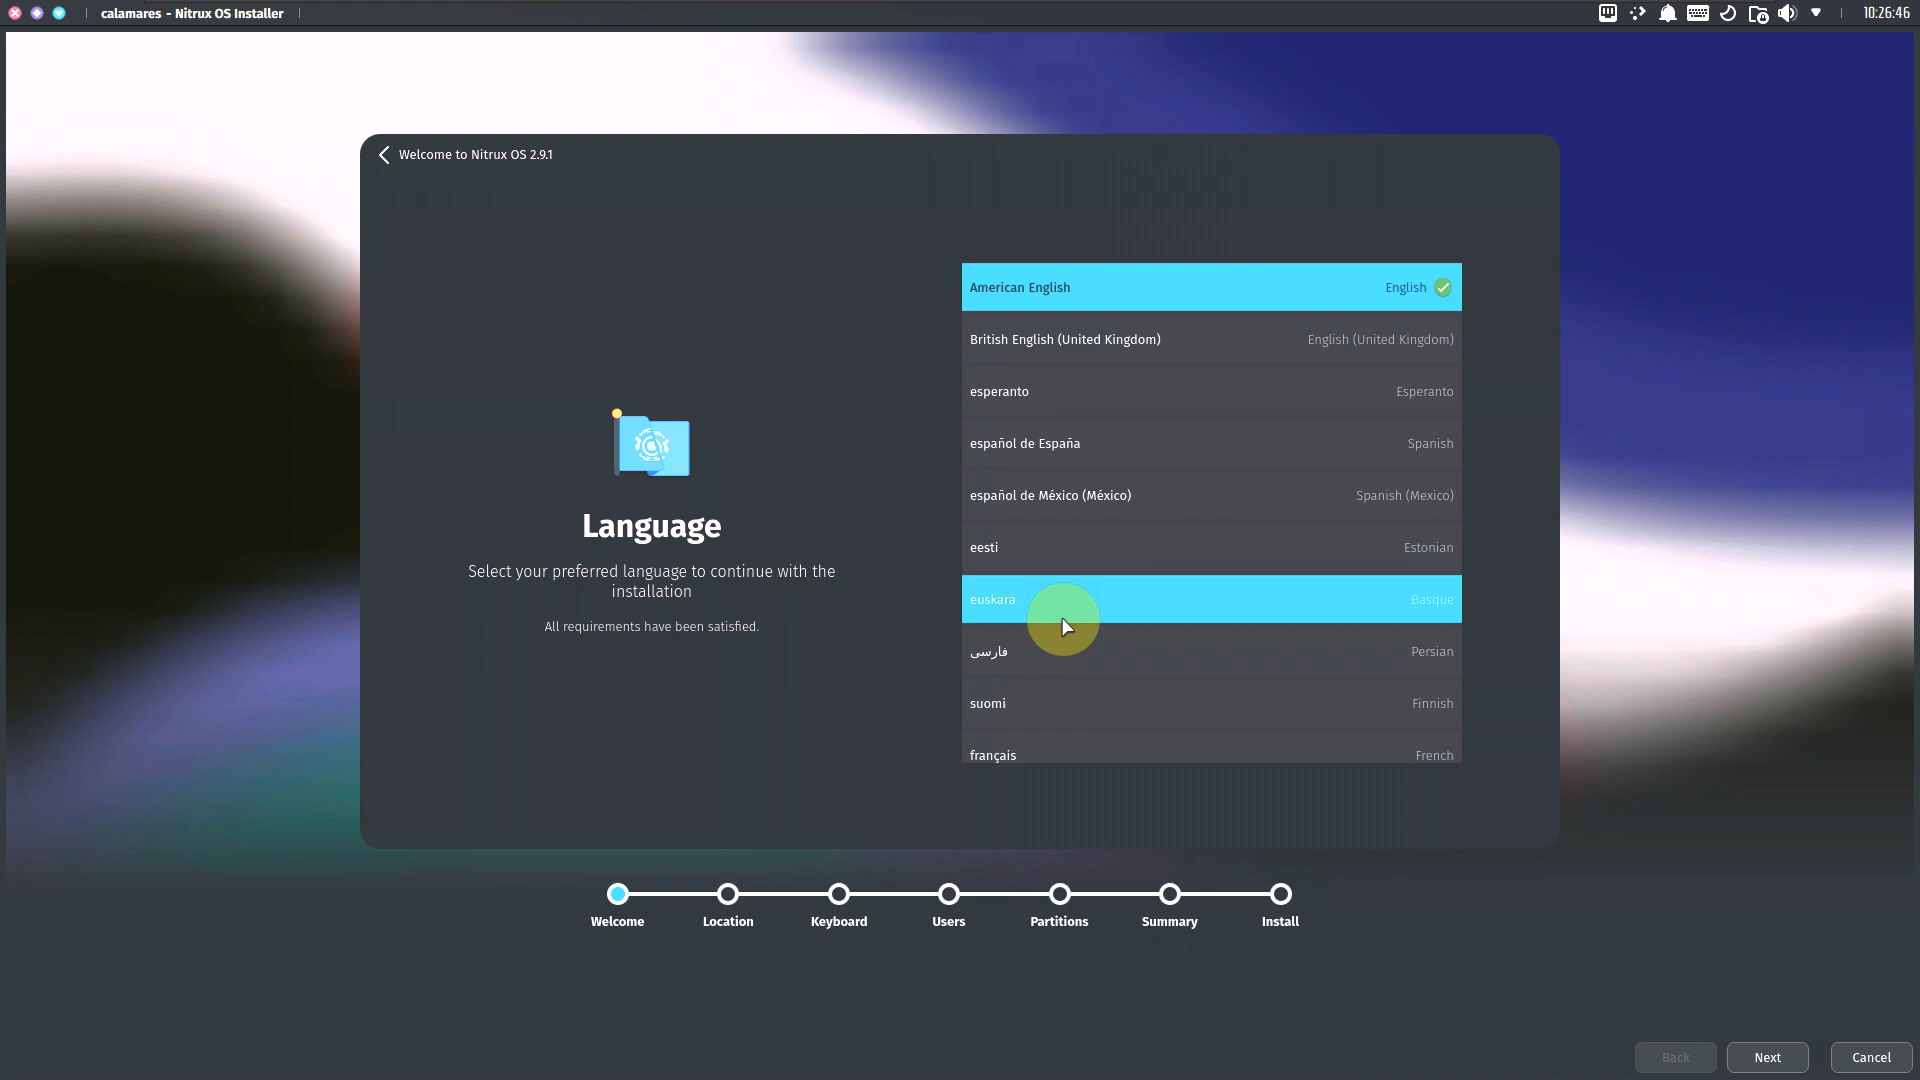 calamares - Nitrux OS Installer
10:26:46
Welcome to Nitrux OS 2.9.1
Language
Select your preferred language to continue with the
installation
All requirements have been satisfied.
American English English
British English (United Kingdom) English (United Kingdom)
esperanto Esperanto
español de España Spanish
español de México (México) Spanish (Mexico)
eesti Estonian
euskara Basque
فارسی Persian
suomi Finnish
français French
Welcome Location Keyboard Users Partitions Summary Install
Back Next Cancel